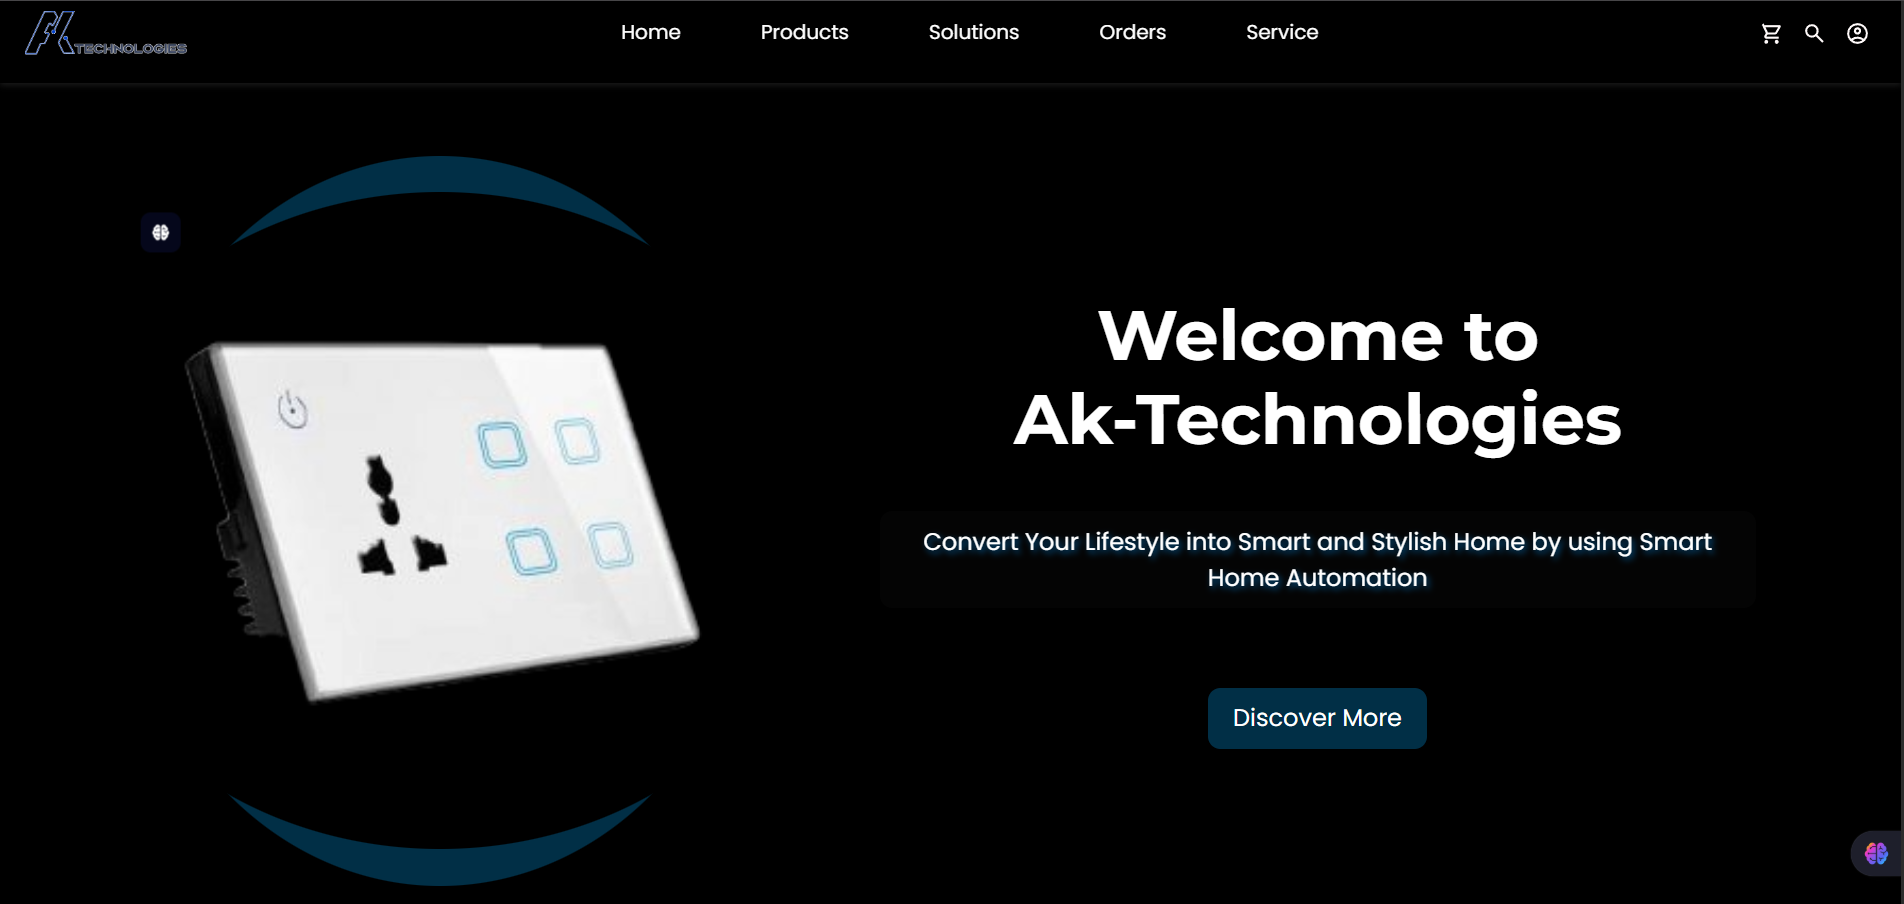 AK TECHNOLOGIES
Home
Products
Solutions
Orders
Service
Welcome to
Ak-Technologies
Convert Your Lifestyle into Smart and Stylish Home by using Smart
Home Automation
Discover More